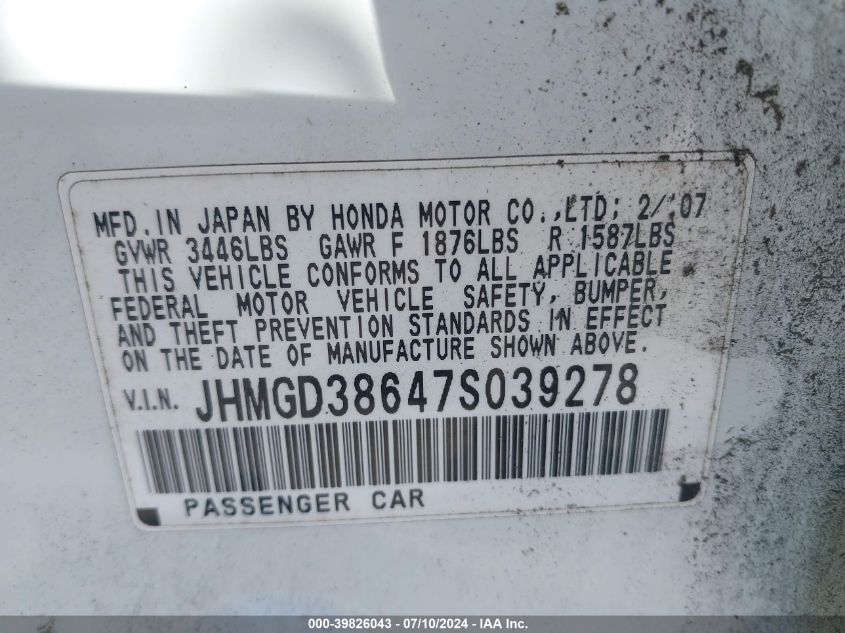 MFD. IN JAPAN BY HONDA MOTOR CO., LTD; 2/'07
GVWR 3446LBS GAWR F 1876LBS R 1587LBS
THIS VEHICLE CONFORMS TO ALL APPLICABLE
FEDERAL MOTOR VEHICLE SAFETY, BUMPER,
AND THEFT PREVENTION STANDARDS IN EFFECT
ON THE DATE OF MANUFACTURE SHOWN ABOVE.
V.I.N. JHMGD38647S039278
PASSENGER CAR
000-39826043 - 07/10/2024 - IAA Inc.